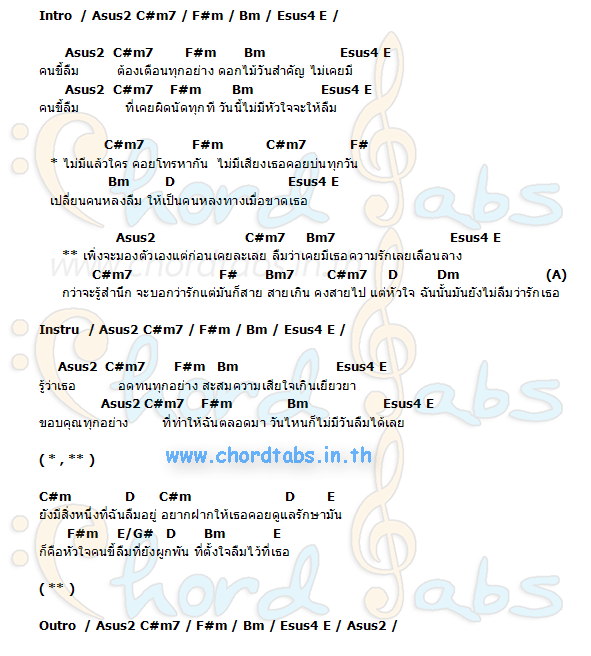 Intro / Asus2 C#m7 / F#m / Bm / Esus4 E /
Asus2 C#m7 F#m Bm Esus4 E
คนขี้ลืม ต้องเตือนทุกอย่าง ดอกไม้วันสำคัญ ไม่เคยมี
Asus2 C#m7 F#m Bm Esus4 E
คนขี้ลืม ที่เคยผิดนัดทุกที วันนี้ไม่มีหัวใจจะให้ลืม
C#m7 F#m C#m7 F#
* ไม่มีแล้วใคร คอยโทรหากัน ไม่มีเสียงเธอคอยบ่นทุกวัน
Bm D Esus4 E
เปลี่ยนคนหลงลืม ให้เป็นคนหลงทางเมื่อขาดเธอ
Asus2 C#m7 Bm7 Esus4 E
** เพิ่งจะมองตัวเองแต่ก่อนเคยละเลย ลืมว่าเคยมีเธอความรักเลยเลือนลาง
C#m7 F# Bm7 C#m7 D Dm (A)
กว่าจะรู้สำนึก จะบอกว่ารักแต่มันก็สาย สายเกิน คงสายไป แต่หัวใจ ฉันนั้นมันยังไม่ลืมว่ารักเธอ
Instru / Asus2 C#m7 / F#m / Bm / Esus4 E /
Asus2 C#m7 F#m Bm Esus4 E
รู้ว่าเธอ อดทนทุกอย่าง สะสมความเสียใจเกินเยียวยา
Asus2 C#m7 F#m Bm Esus4 E
ขอบคุณทุกอย่าง ที่ทำให้ฉันตลอดมา วันไหนก็ไม่มีวันลืมได้เลย
( * , ** )
www.chordtabs.in.th
C#m D C#m D E
ยังมีสิ่งหนึ่งที่ฉันลืมอยู่ อยากฝากให้เธอคอยดูแลรักษามัน
F#m E/G# D Bm E
ก็คือหัวใจคนขี้ลืมที่ยังผูกพัน ที่ตั้งใจลืมไว้ที่เธอ
( ** )
Outro / Asus2 C#m7 / F#m / Bm / Esus4 E / Asus2 /